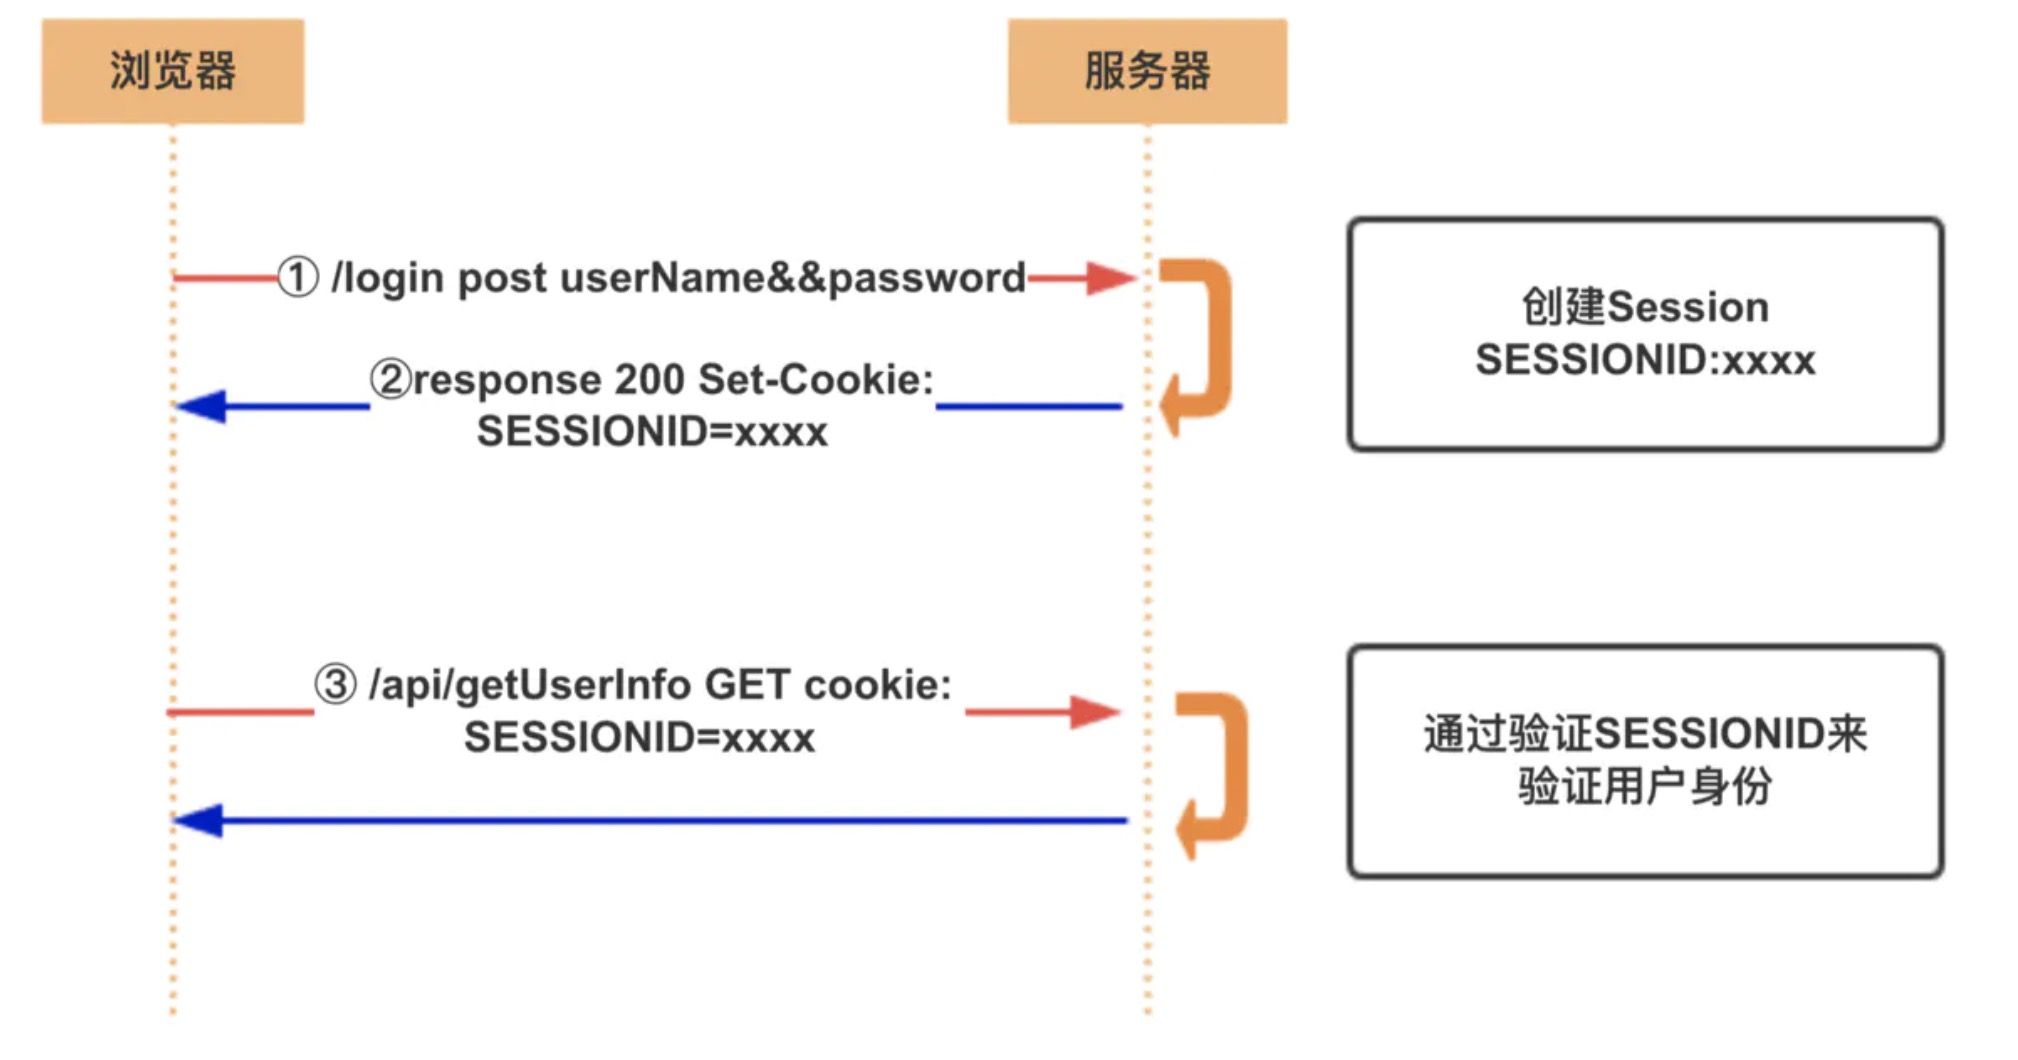 浏览器
服务器
① /login post userName&&password
创建Session
SESSIONID:xxxx
②response 200 Set-Cookie:
SESSIONID=xxxx
③ /api/getUserInfo GET cookie:
SESSIONID=xxxx
通过验证SESSIONID来
验证用户身份